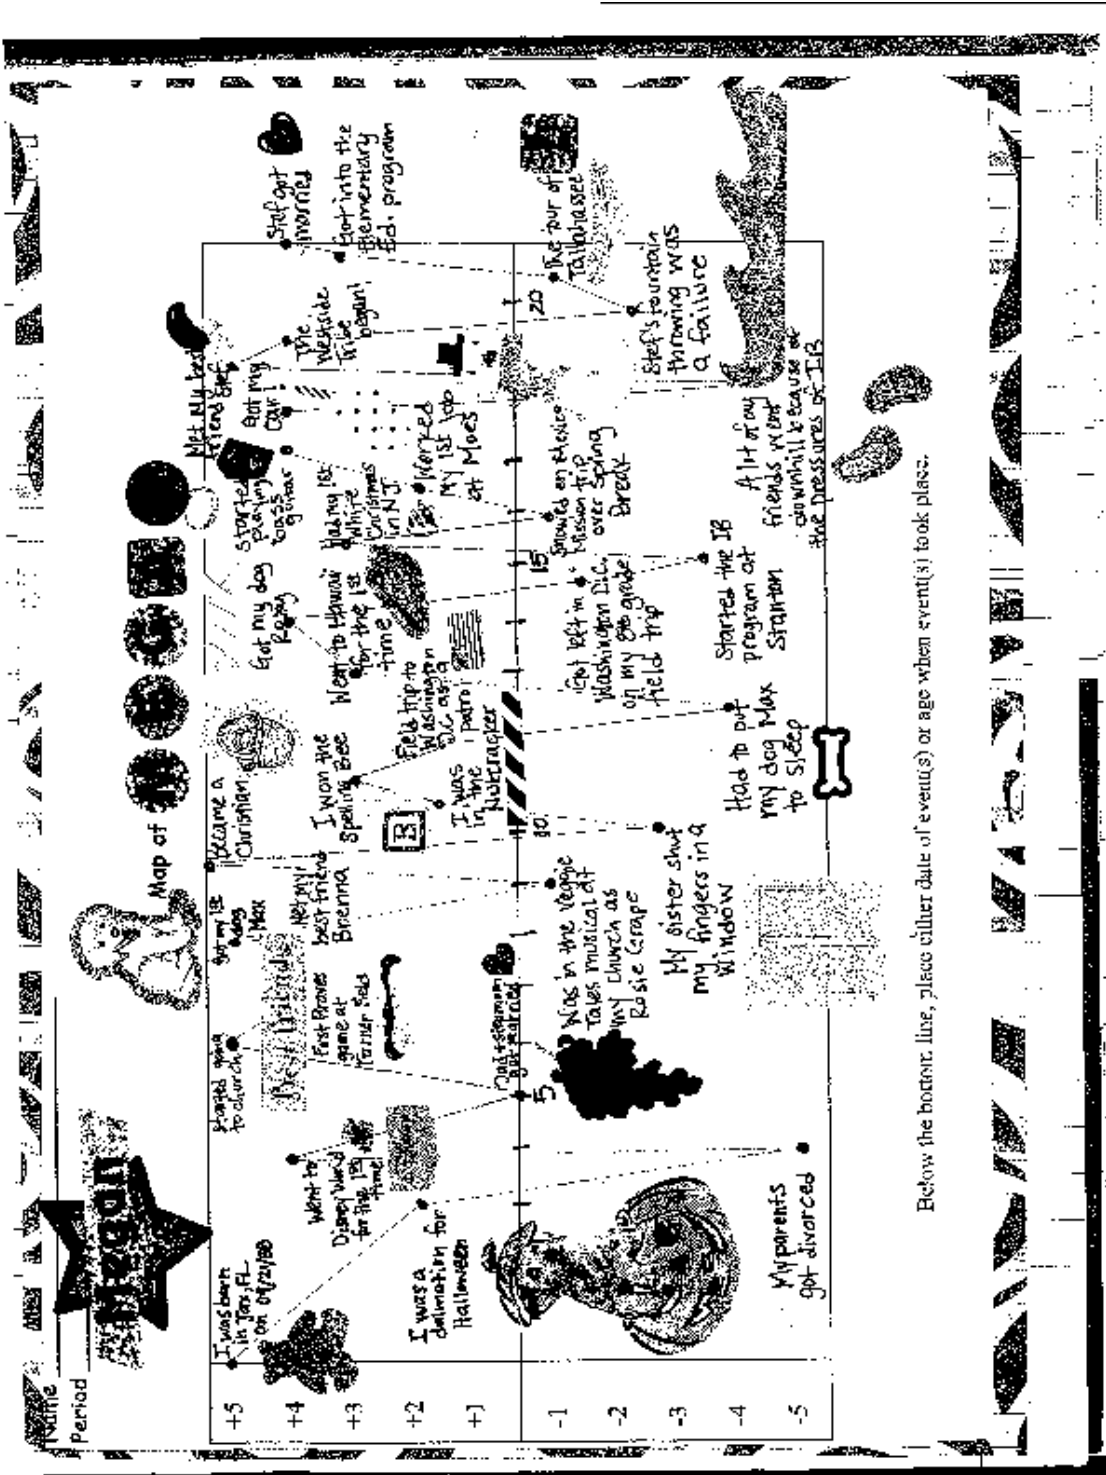 Name
Period
Megan
Map of
+5
+4
+3
+2
+1
-1
-2
-3
-4
-5
5
10
15
20
I was born
in Jax, FL
on 09/21/88
I was a
dalmation for
Halloween
My parents
got divorced
Went to
Disney World
for the 1st
time!
Started going
to church
Best friends
First Braves
game at
Turner Field
Got my 1st
dog
Max
Met my
best friend
Brenna
Dad + stepmom
got married
Was in the Veggie
Tales musical at
my church as
Rosie Grape
My sister shut
my fingers in a
window
Became a
Christian
I won the
Spelling Bee
B
I was
in the
Nutcracker
Had to put
my dog Max
to sleep
Field trip to
Washington
D.C. as a
patrol
Went to Hawaii
for the 1st
time
Got my dog
Got left in
Washington D.C.
on my 8th grade
field trip
Started the IB
program at
Stanton
Started
playing
bass
guitar
Had my 1st
White
Christmas
in N.J.
Worked
my 1st job
at Moes
Snowed on Mexico
Mission trip
over Spring
Break
A lot of my
friends went
downhill because of
the pressures of IB
Met my best
friend Stef
Got my
car!
The
Westside
Tribe
began!
Stef's fountain
throwing was
a failure
The tour of
Tallahassee
Stef got
married
Got into the
Elementary
Ed. program
Below the bottom line, place either date of event(s) or age when event(s) took place.